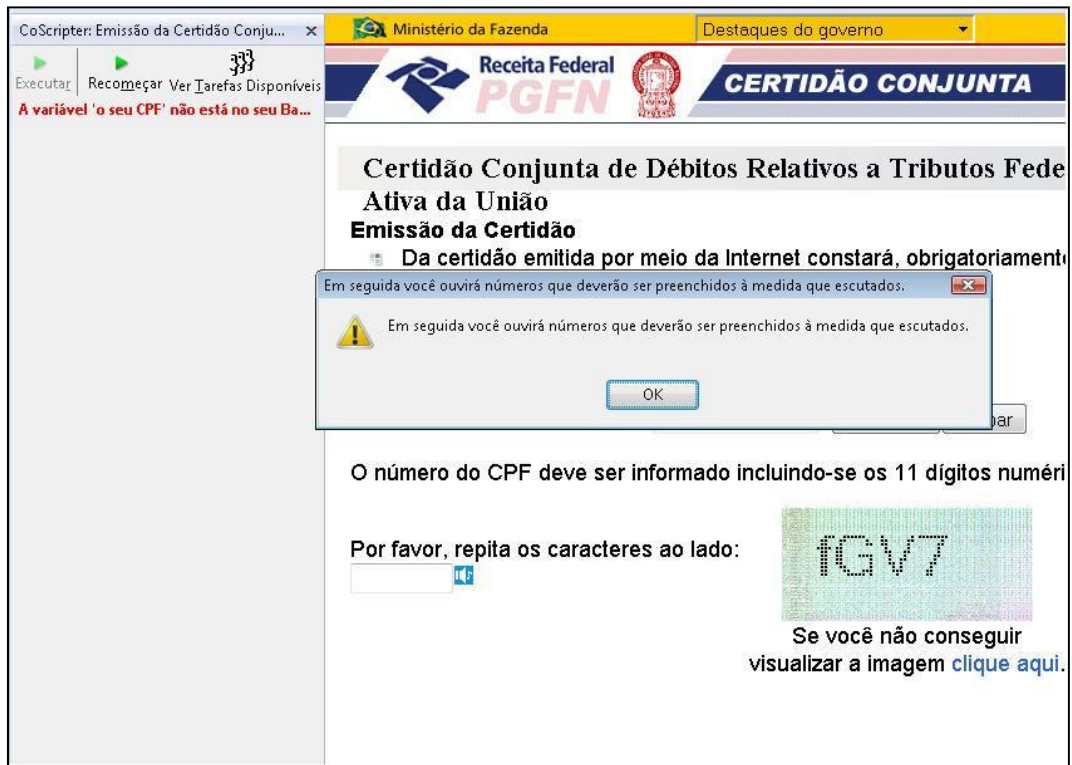 CoScripter: Emissão da Certidão Conju...
Executar Recomeçar Ver Tarefas Disponíveis
A variável 'o seu CPF' não está no seu Ba...
Ministério da Fazenda
Destaques do governo
Receita Federal
PGFN
CERTIDÃO CONJUNTA
Certidão Conjunta de Débitos Relativos a Tributos Fede
Ativa da União
Emissão da Certidão
Da certidão emitida por meio da Internet constará, obrigatoriament
Em seguida você ouvirá números que deverão ser preenchidos à medida que escutados.
Em seguida você ouvirá números que deverão ser preenchidos à medida que escutados.
OK
par
O número do CPF deve ser informado incluindo-se os 11 dígitos numéri
Por favor, repita os caracteres ao lado:
fGV7
Se você não conseguir
visualizar a imagem clique aqui.